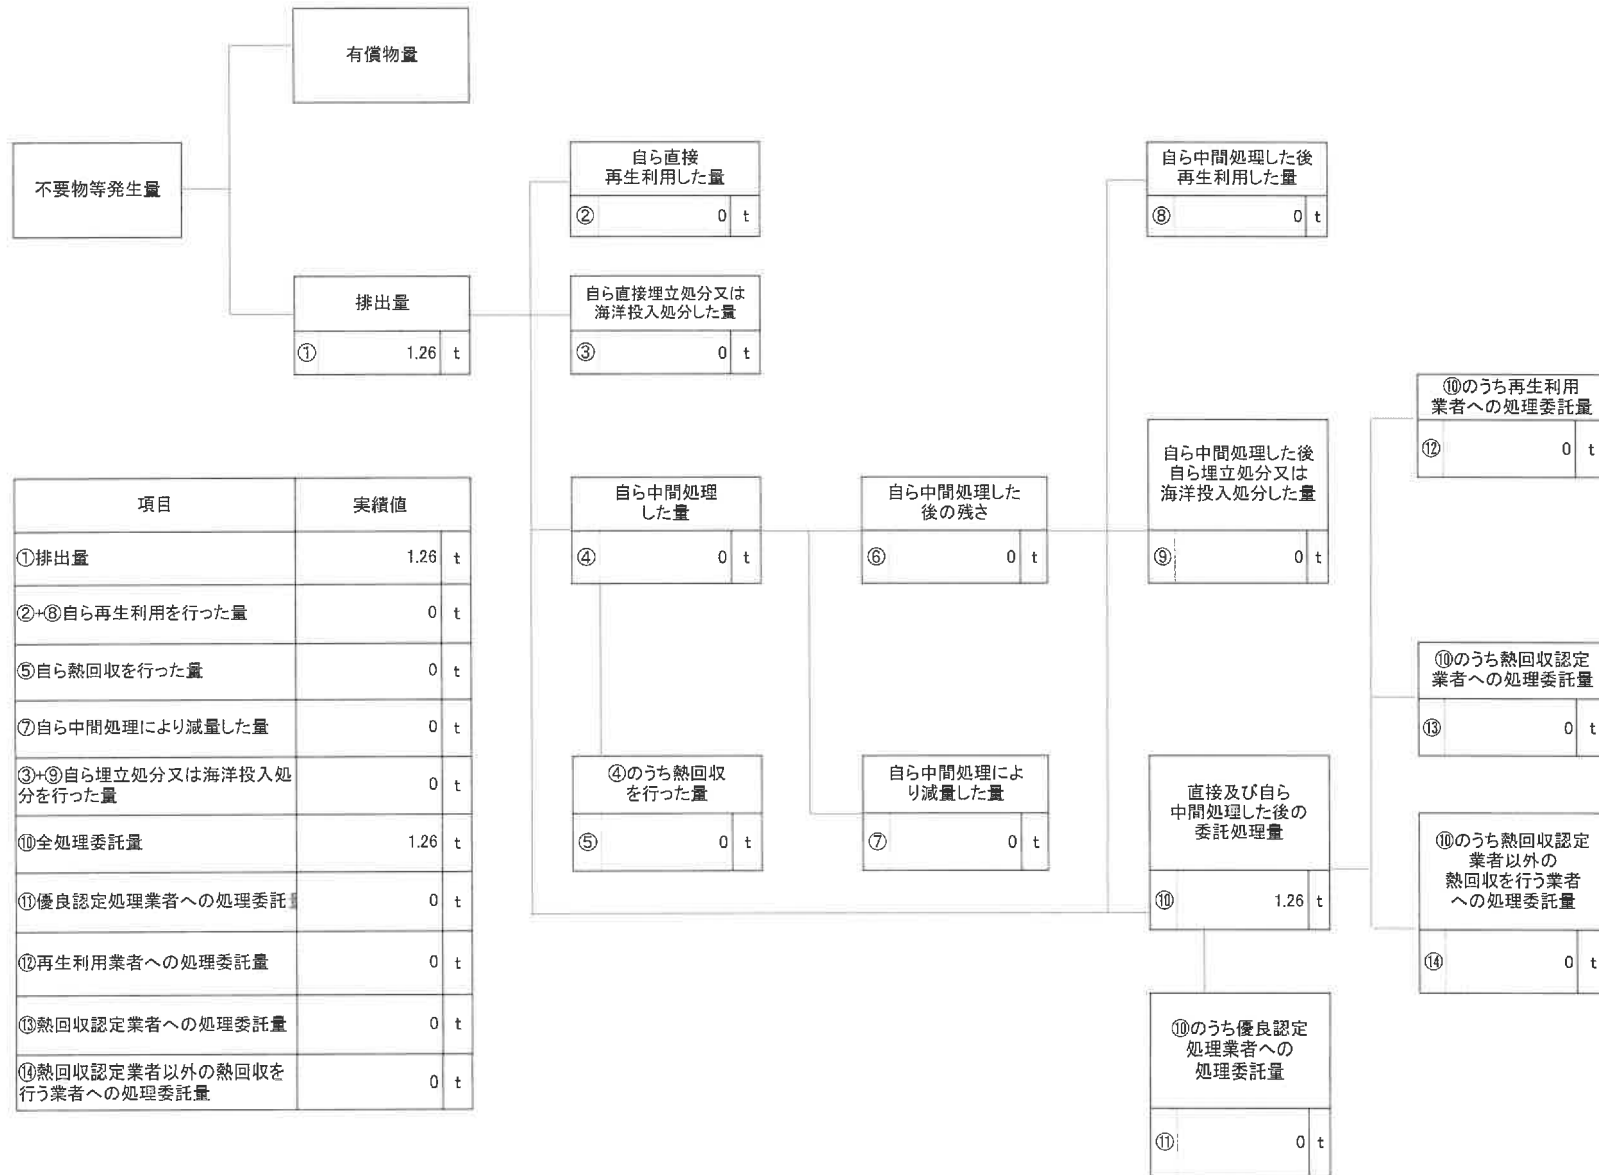 有償物量
不要物等発生量
自ら直接
再生利用した量
② 0 t
自ら中間処理した後
再生利用した量
⑧ 0 t
排出量
① 1.26 t
自ら直接埋立処分又は
海洋投入処分した量
③ 0 t
⑩のうち再生利用
業者への処理委託量
⑫ 0 t
自ら中間処理
した量
④ 0 t
自ら中間処理した
後の残さ
⑥ 0 t
自ら中間処理した後
自ら埋立処分又は
海洋投入処分した量
⑨ 0 t
⑩のうち熱回収認定
業者への処理委託量
⑬ 0 t
④のうち熱回収
を行った量
⑤ 0 t
自ら中間処理によ
り減量した量
⑦ 0 t
直接及び自ら
中間処理した後の
委託処理量
⑩ 1.26 t
⑩のうち熱回収認定
業者以外の
熱回収を行う業者
への処理委託量
⑭ 0 t
⑩のうち優良認定
処理業者への
処理委託量
⑪ 0 t
項目 実績値
①排出量 1.26 t
②+⑧自ら再生利用を行った量 0 t
⑤自ら熱回収を行った量 0 t
⑦自ら中間処理により減量した量 0 t
③+⑨自ら埋立処分又は海洋投入処
分を行った量 0 t
⑩全処理委託量 1.26 t
⑪優良認定処理業者への処理委託 0 t
⑫再生利用業者への処理委託量 0 t
⑬熱回収認定業者への処理委託量 0 t
⑭熱回収認定業者以外の熱回収を
行う業者への処理委託量 0 t